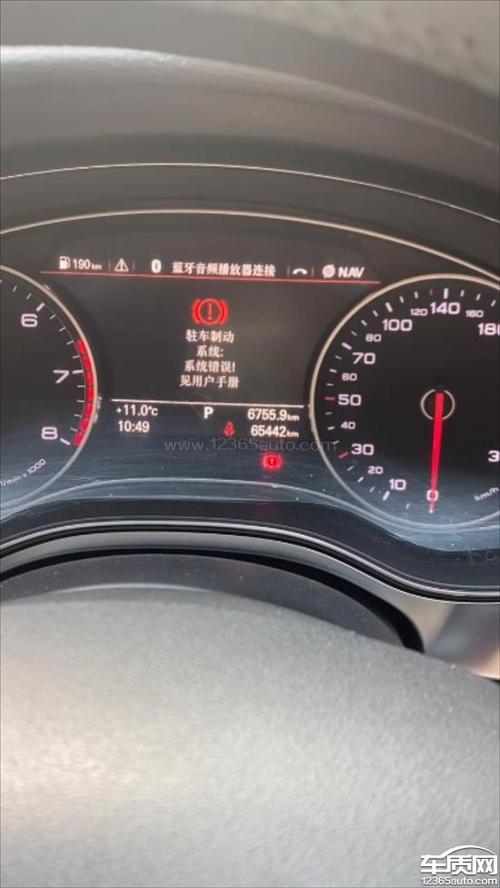 190km 蓝牙音频播放器连接 NAV
驻车制动
系统:
系统错误!
见用户手册
+11.0°C P 6755.9km
10:49 65442km
6
7
8
1/min x 1000
10
30
50
70
100
120
140
160
180
0
km/h
www.12365auto.com
车质网
12365auto.com